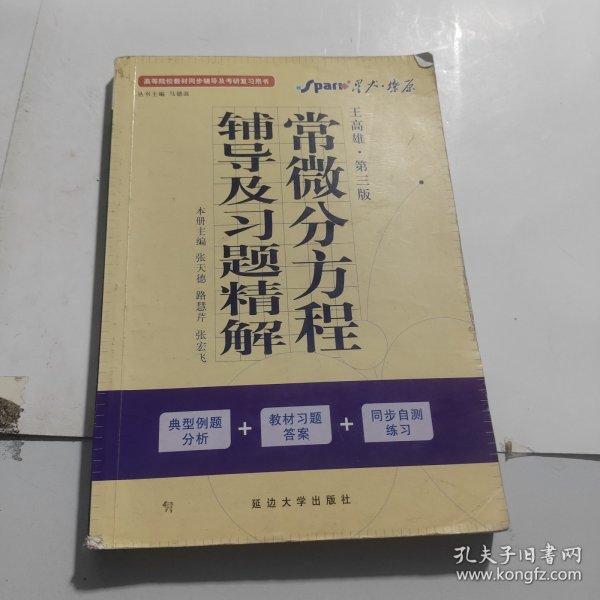 高等院校教材同步辅导及考研复习用书
丛书主编 马德高
Spark 星火·燎原
王高雄·第三版
常微分方程
辅导及习题精解
本册主编 张天德 路慧芹 张宏飞
典型例题
分析
+
教材习题
答案
+
同步自测
练习
延边大学出版社
孔夫子旧书网
www.kongfz.com